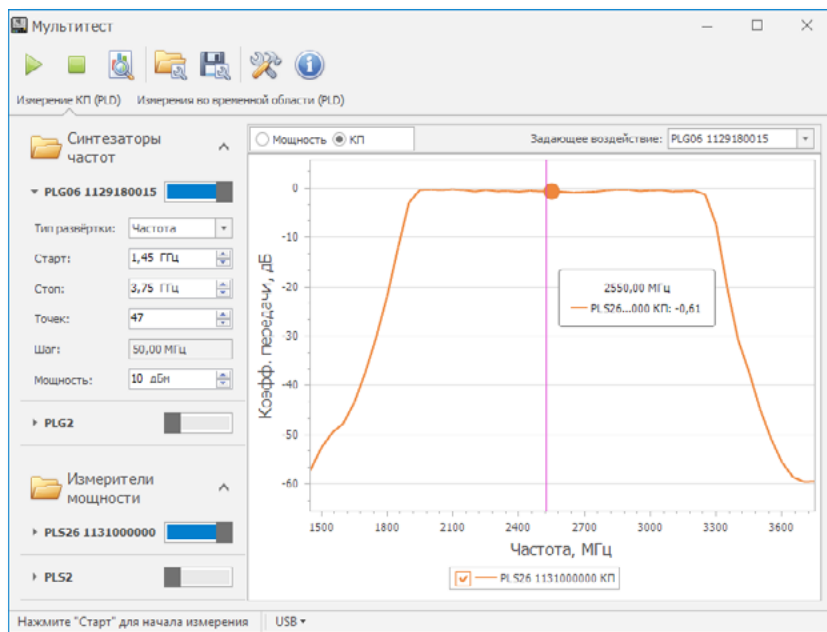 Мультитест
Измерение КП (PLD) Измерения во временной области (PLD)
Синтезаторы
частот
PLG06 1129180015
Тип развёртки: Частота
Старт: 1,45 ГГц
Стоп: 3,75 ГГц
Точек: 47
Шаг: 50,00 МГц
Мощность: 10 дБм
PLG2
Измерители
мощности
PLS26 1131000000
PLS2
Мощность КП
Задающее воздействие: PLG06 1129180015
Коэфф. передачи, дБ
0
-10
-20
-30
-40
-50
-60
2550,00 МГц
PLS26...000 КП: -0,61
1500 1800 2100 2400 2700 3000 3300 3600
Частота, МГц
PLS26 1131000000 КП
Нажмите "Старт" для начала измерения USB